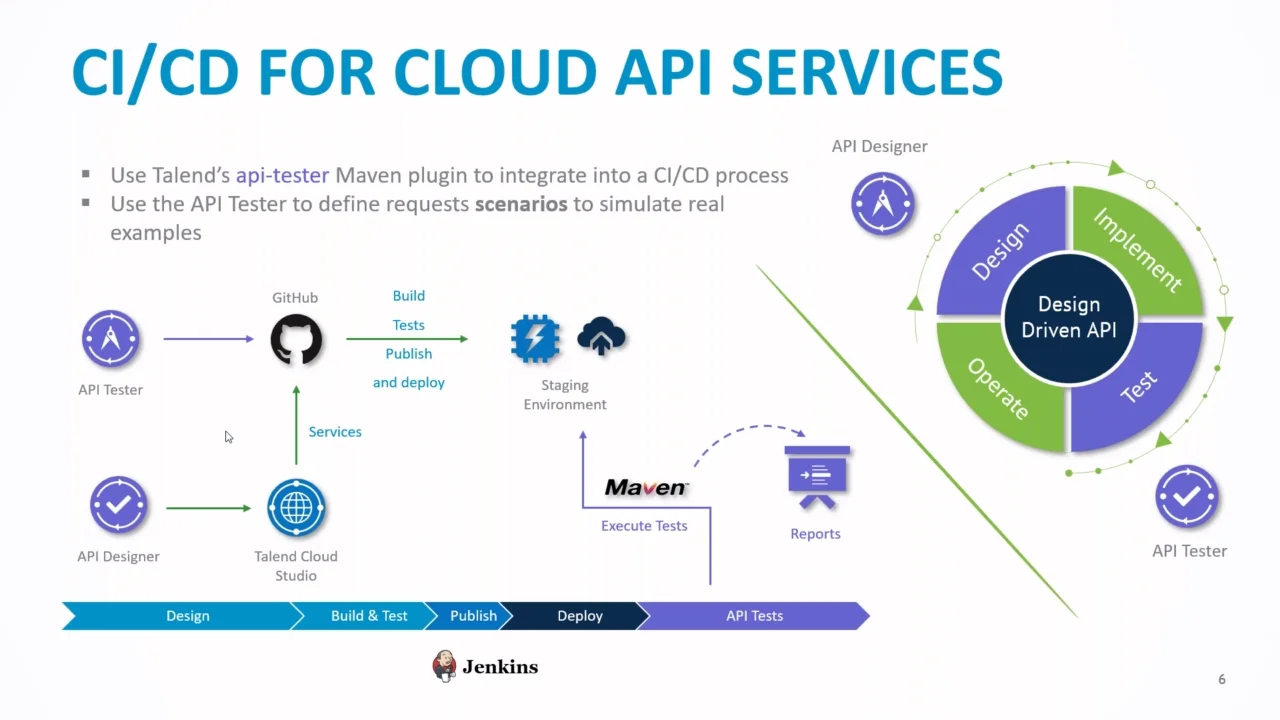 CI/CD FOR CLOUD API SERVICES
Use Talend's api-tester Maven plugin to integrate into a CI/CD process
Use the API Tester to define requests scenarios to simulate real
examples
API Designer
Design
Implement
Design
Driven API
Operate
Test
API Tester
GitHub
Build
Tests
Publish
and deploy
API Tester
Staging
Environment
Services
API Designer
Talend Cloud
Studio
Maven™
Execute Tests
Reports
Design
Build & Test
Publish
Deploy
API Tests
Jenkins
6